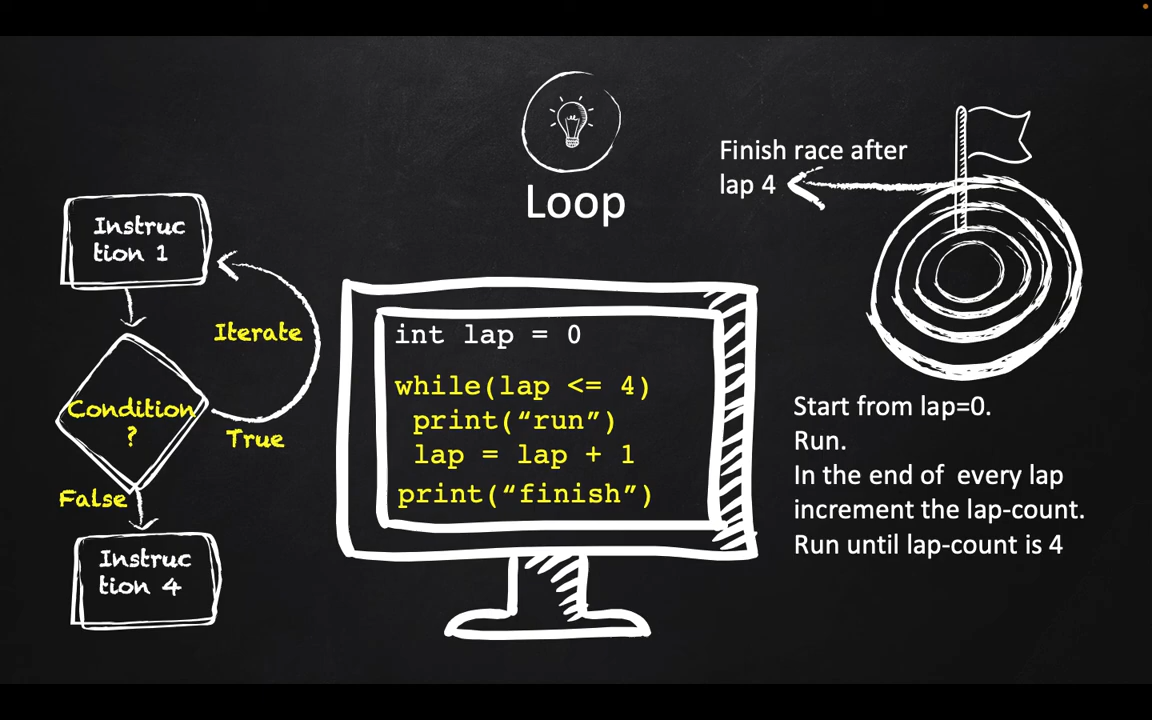 Loop
Finish race after
lap 4
Instruc
tion 1
Iterate
Condition
?
True
False
Instruc
tion 4
int lap = 0
while(lap <= 4)
print(“run”)
lap = lap + 1
print(“finish”)
Start from lap=0.
Run.
In the end of every lap
increment the lap-count.
Run until lap-count is 4